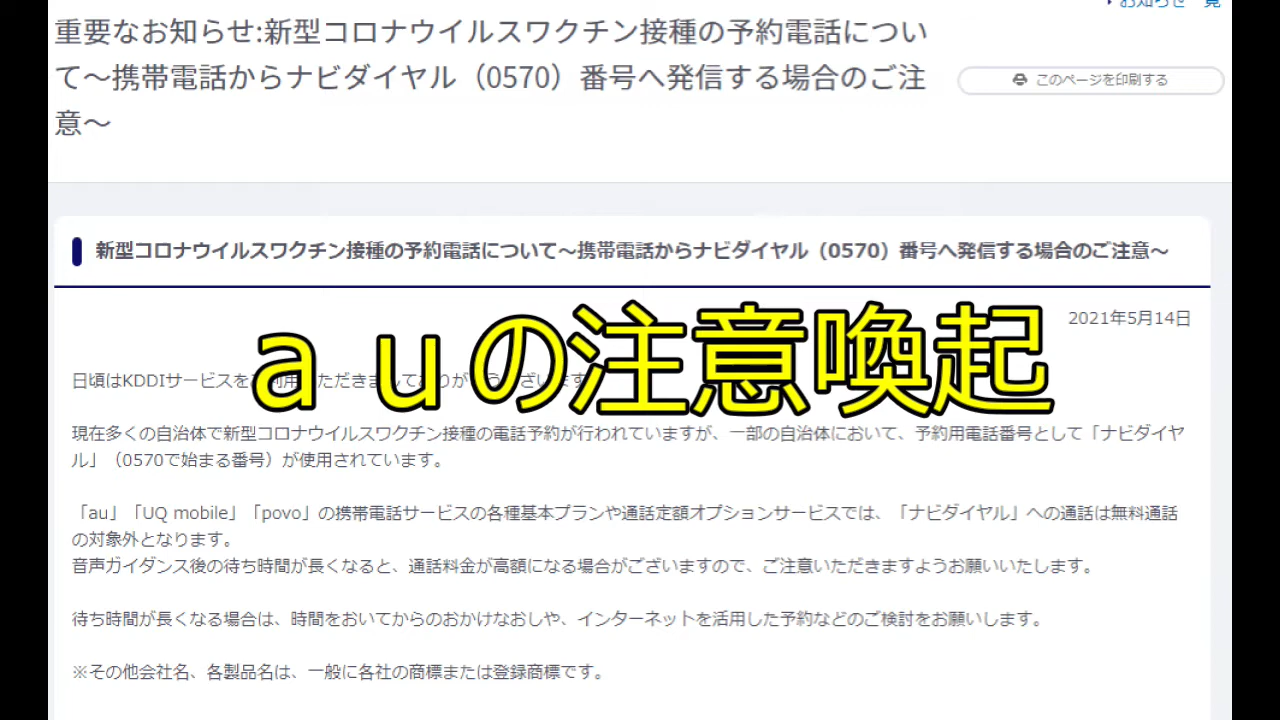 お知らせ一覧
重要なお知らせ:新型コロナウイルスワクチン接種の予約電話につい
て～携帯電話からナビダイヤル（0570）番号へ発信する場合のご注
意～
このページを印刷する
新型コロナウイルスワクチン接種の予約電話について～携帯電話からナビダイヤル（0570）番号へ発信する場合のご注意～
2021年5月14日
ａｕの注意喚起
日頃はKDDIサービスをご利用いただきましてありがとうございます
現在多くの自治体で新型コロナウイルスワクチン接種の電話予約が行われていますが、一部の自治体において、予約用電話番号として「ナビダイヤ
ル」（0570で始まる番号）が使用されています。
「au」「UQ mobile」「povo」の携帯電話サービスの各種基本プランや通話定額オプションサービスでは、「ナビダイヤル」への通話は無料通話
の対象外となります。
音声ガイダンス後の待ち時間が長くなると、通話料金が高額になる場合がございますので、ご注意いただきますようお願いいたします。
待ち時間が長くなる場合は、時間をおいてからのおかけなおしや、インターネットを活用した予約などのご検討をお願いします。
※その他会社名、各製品名は、一般に各社の商標または登録商標です。